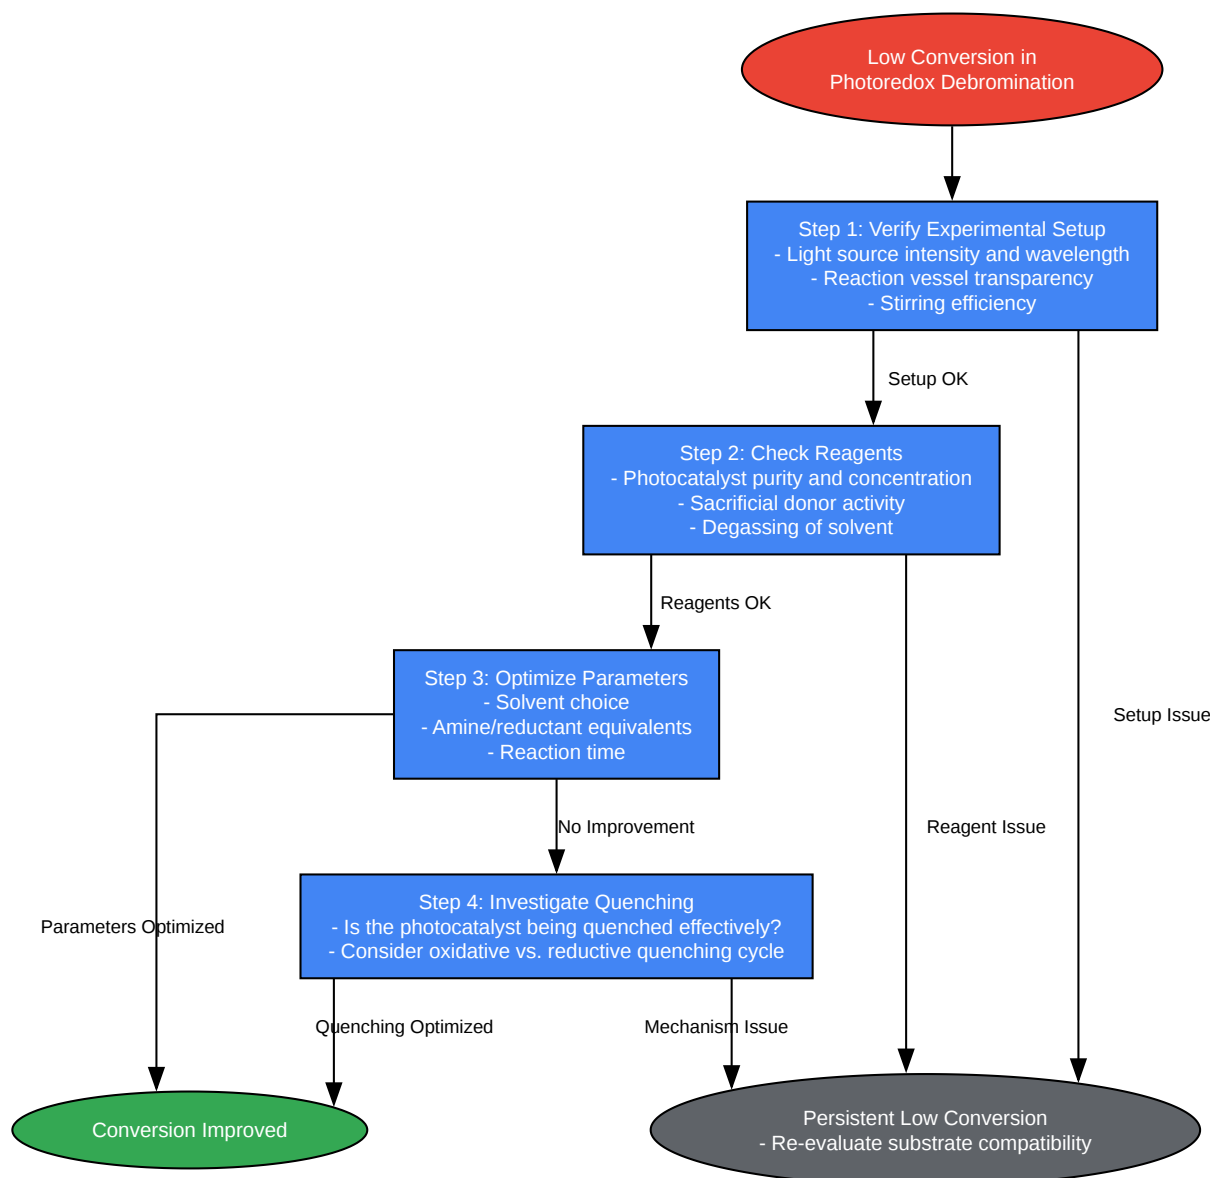 Low Conversion in
Photoredox Debromination
Step 1: Verify Experimental Setup
- Light source intensity and wavelength
- Reaction vessel transparency
- Stirring efficiency
Setup OK
Step 2: Check Reagents
- Photocatalyst purity and concentration
- Sacrificial donor activity
- Degassing of solvent
Reagents OK
Step 3: Optimize Parameters
- Solvent choice
- Amine/reductant equivalents
- Reaction time
Setup Issue
No Improvement
Reagent Issue
Step 4: Investigate Quenching
- Is the photocatalyst being quenched effectively?
- Consider oxidative vs. reductive quenching cycle
Parameters Optimized
Quenching Optimized
Mechanism Issue
Conversion Improved
Persistent Low Conversion
- Re-evaluate substrate compatibility